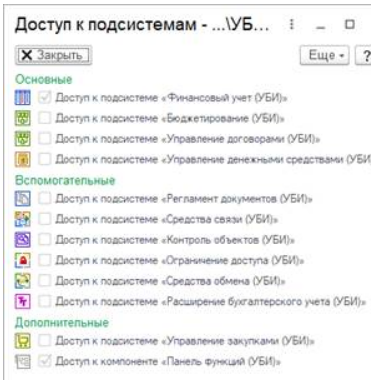 Доступ к подсистемам - ...\УБ...
Закрыть
Еще
?
Основные
Доступ к подсистеме «Финансовый учет (УБИ)»
Доступ к подсистеме «Бюджетирование (УБИ)»
Доступ к подсистеме «Управление договорами (УБИ)»
Доступ к подсистеме «Управление денежными средствами (УБИ
Вспомогательные
Доступ к подсистеме «Регламент документов (УБИ)»
Доступ к подсистеме «Средства связи (УБИ)»
Доступ к подсистеме «Контроль объектов (УБИ)»
Доступ к подсистеме «Ограничение доступа (УБИ)»
Доступ к подсистеме «Средства обмена (УБИ)»
Доступ к подсистеме «Расширение бухгалтерского учета (УБИ)»
Дополнительные
Доступ к подсистеме «Управление закупками (УБИ)»
Доступ к компоненте «Панель функций (УБИ)»